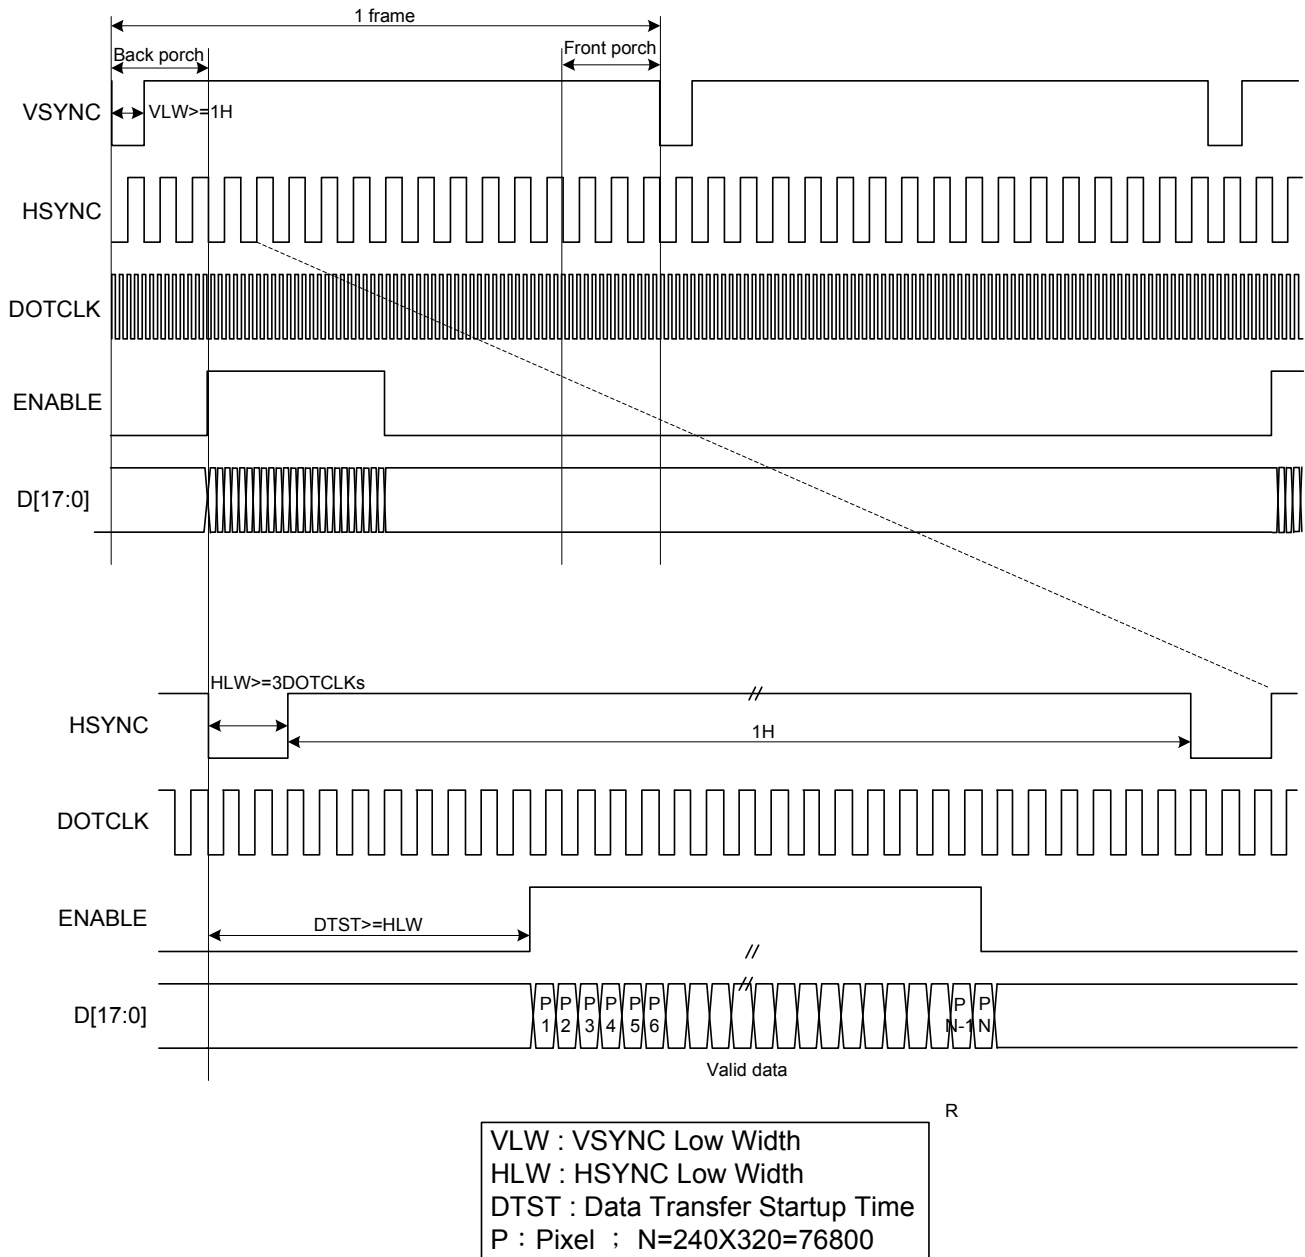 1 frame
Back porch
Front porch
VSYNC
VLW>=1H
HSYNC
DOTCLK
ENABLE
D[17:0]
HLW>=3DOTCLKs
HSYNC
1H
DOTCLK
ENABLE
DTST>=HLW
D[17:0]
P P P P P P P P
1 2 3 4 5 6 N-1 N
Valid data
R
VLW : VSYNC Low Width
HLW : HSYNC Low Width
DTST : Data Transfer Startup Time
P : Pixel ; N=240X320=76800